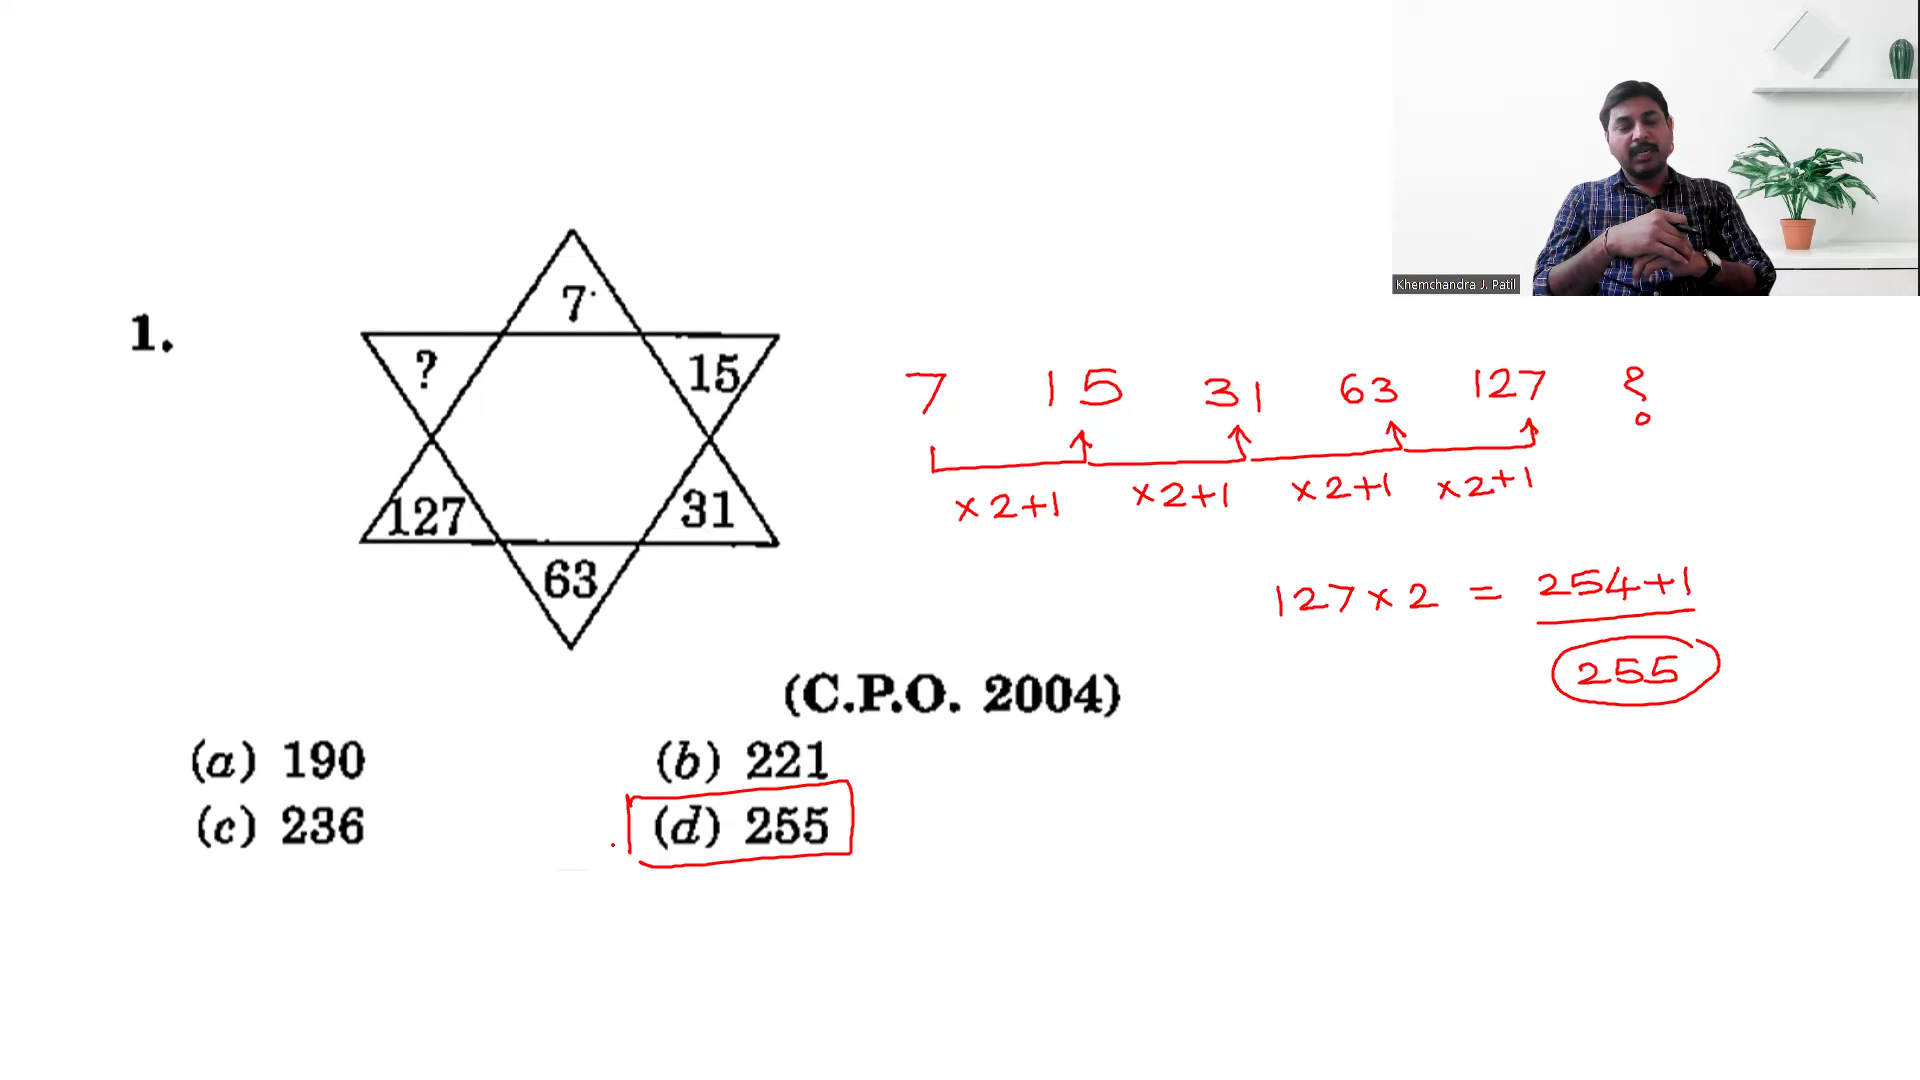 Khemchandra J. Patil
1.
7
?
15
127
31
63
7 15 31 63 127 ?
×2+1 ×2+1 ×2+1 ×2+1
127 × 2 = 254+1
255
(C.P.O. 2004)
(a) 190 (b) 221
(c) 236 (d) 255